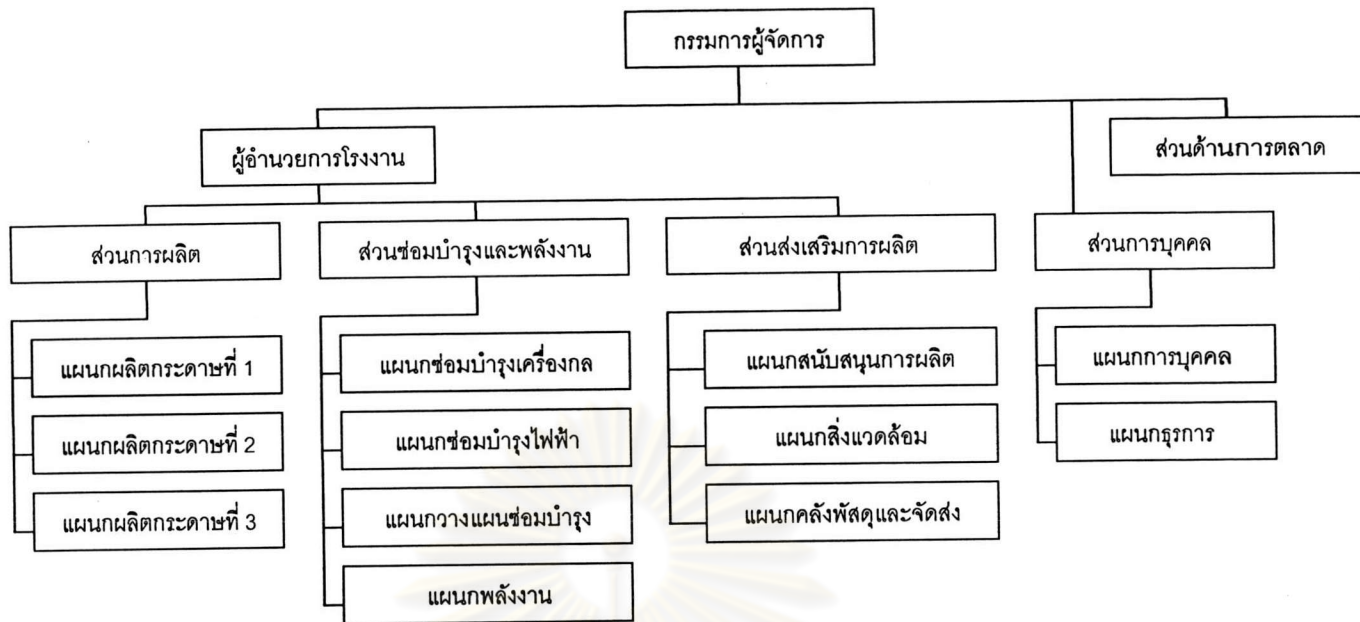 กรรมการผู้จัดการ
ผู้อำนวยการโรงงาน
ส่วนด้านการตลาด
ส่วนการผลิต
ส่วนซ่อมบำรุงและพลังงาน
ส่วนส่งเสริมการผลิต
ส่วนการบุคคล
แผนกผลิตกระดาษที่ 1
แผนกผลิตกระดาษที่ 2
แผนกผลิตกระดาษที่ 3
แผนกซ่อมบำรุงเครื่องกล
แผนกซ่อมบำรุงไฟฟ้า
แผนกวางแผนซ่อมบำรุง
แผนกพลังงาน
แผนกสนับสนุนการผลิต
แผนกสิ่งแวดล้อม
แผนกคลังพัสดุและจัดส่ง
แผนกการบุคคล
แผนกธุรการ